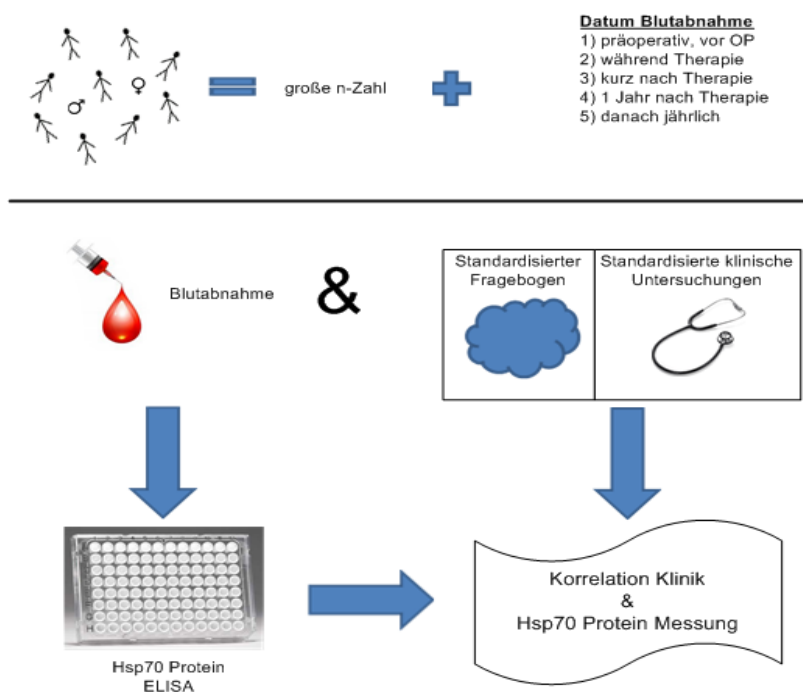 große n-Zahl
Datum Blutabnahme
1) präoperativ, vor OP
2) während Therapie
3) kurz nach Therapie
4) 1 Jahr nach Therapie
5) danach jährlich
Blutabnahme
&
Standardisierter
Fragebogen
Standardisierte klinische
Untersuchungen
Hsp70 Protein
ELISA
Korrelation Klinik
&
Hsp70 Protein Messung